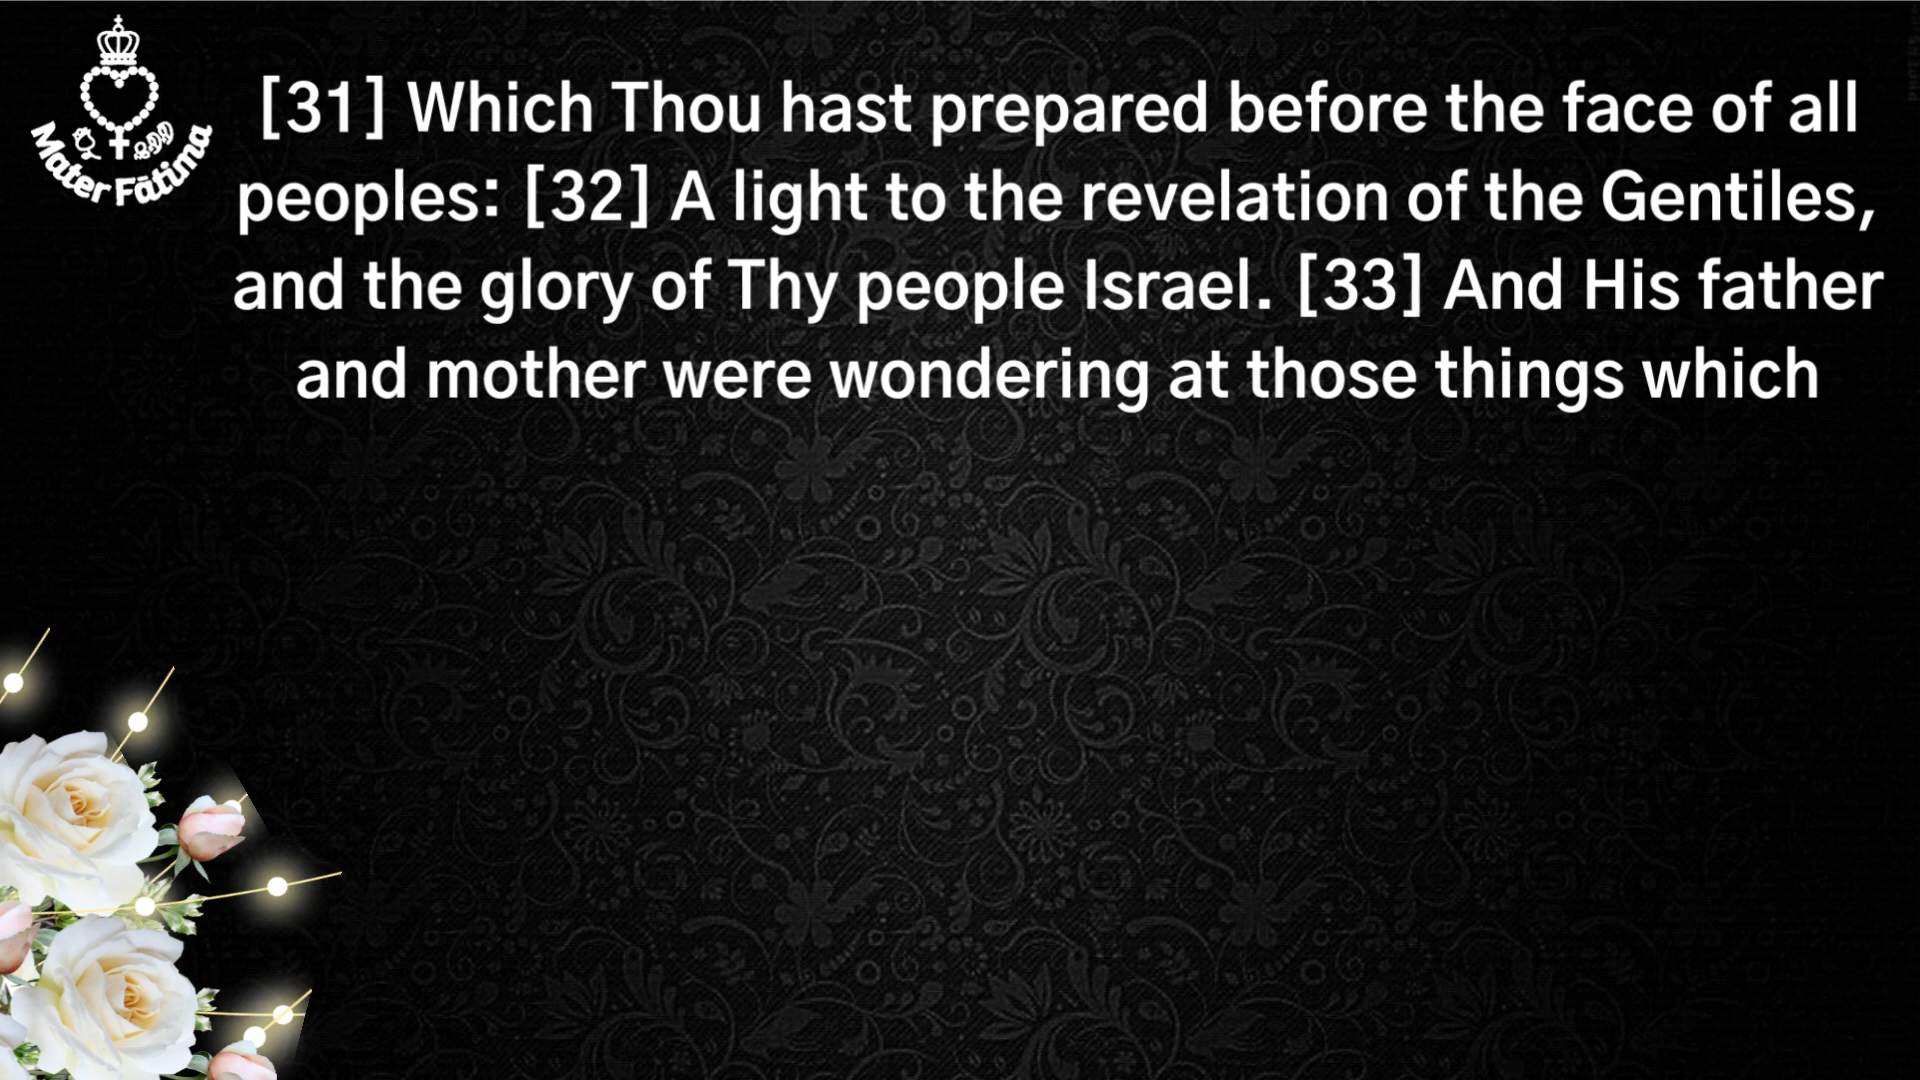 Mater Fátima
[31] Which Thou hast prepared before the face of all
peoples: [32] A light to the revelation of the Gentiles,
and the glory of Thy people Israel. [33] And His father
and mother were wondering at those things which